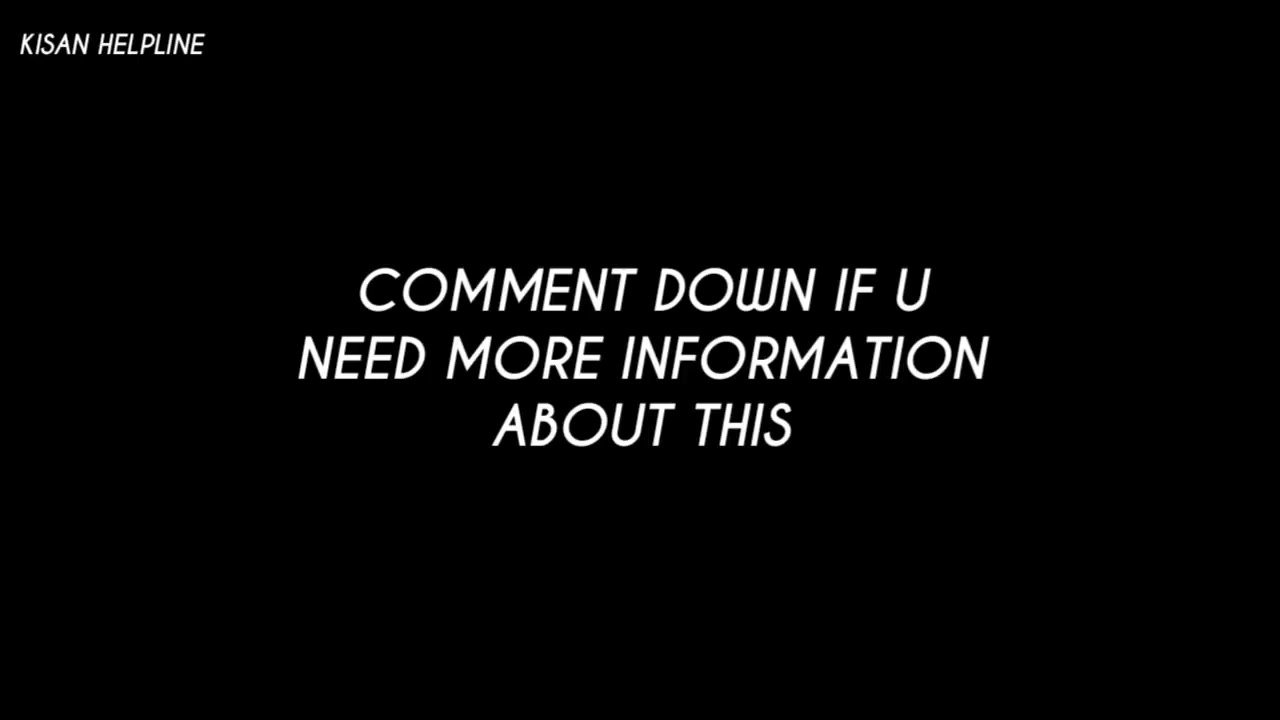 KISAN HELPLINE
COMMENT DOWN IF U
NEED MORE INFORMATION
ABOUT THIS